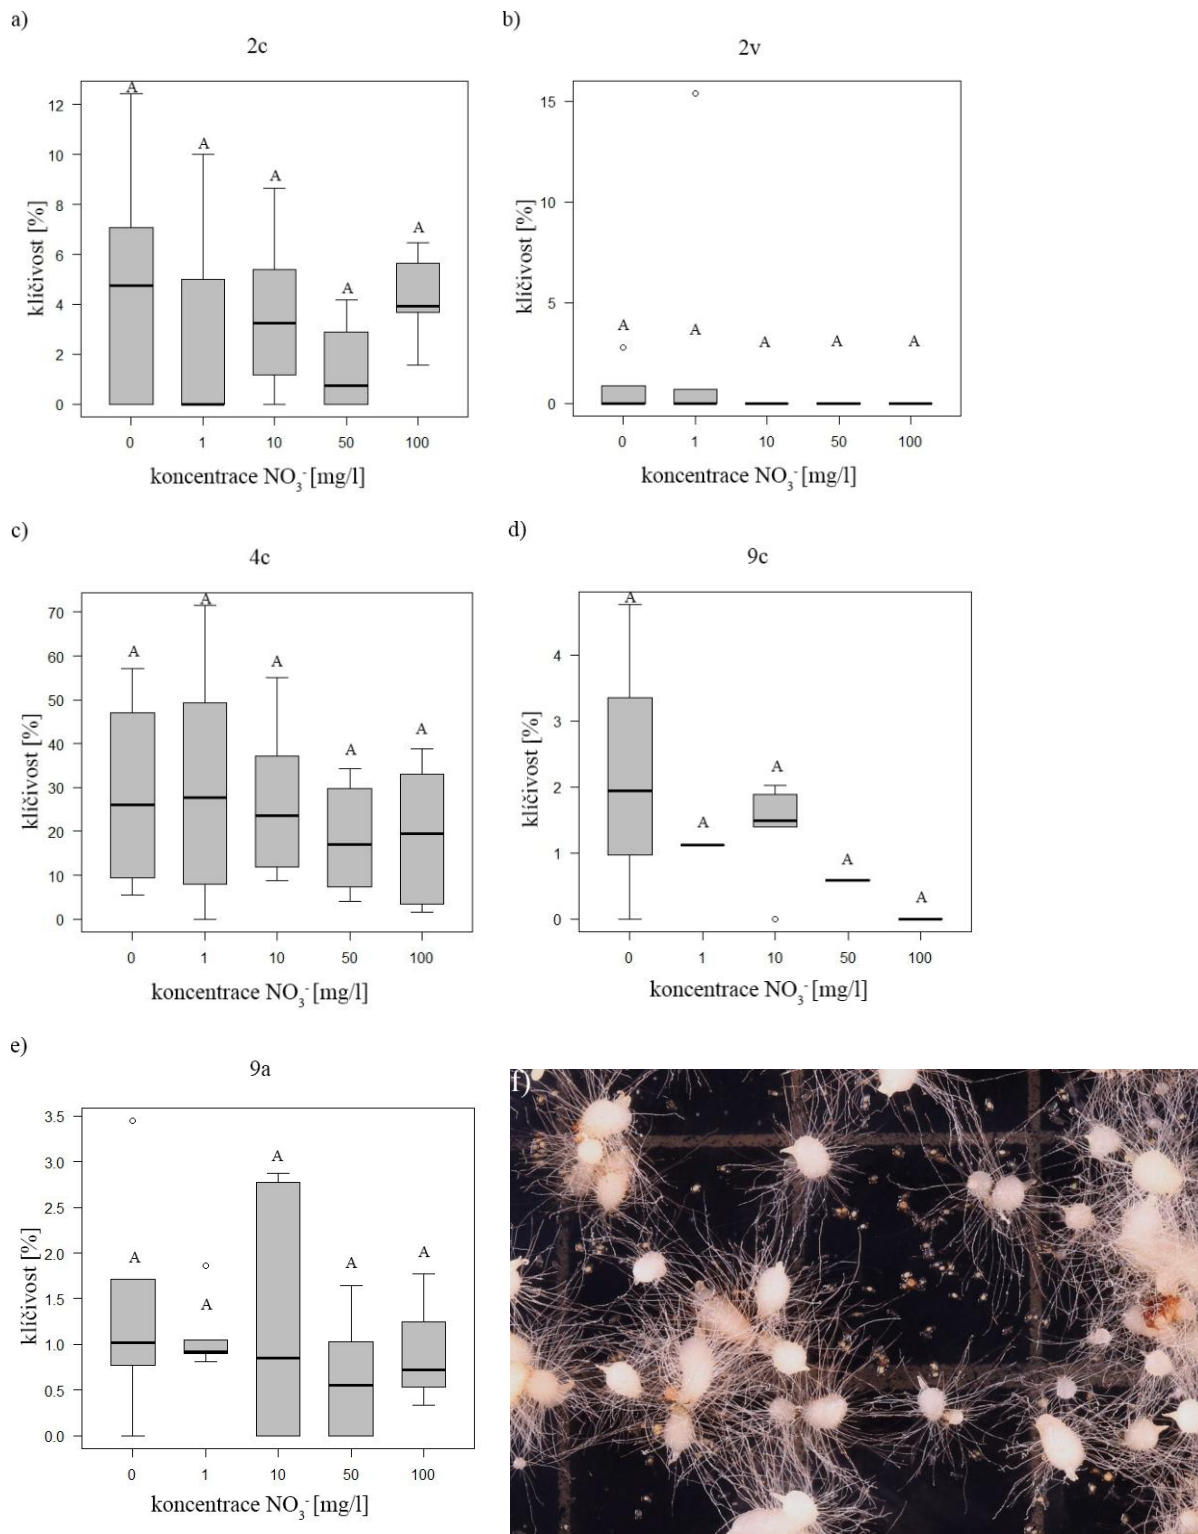 a)
2c
A
A
A
A
A
12
10
8
6
4
2
0
klíčivost [%]
0 1 10 50 100
koncentrace NO₃⁻ [mg/l]
b)
2v
15
10
5
0
klíčivost [%]
A A A A A
0 1 10 50 100
koncentrace NO₃⁻ [mg/l]
c)
4c
A
A
A
A
A
70
60
50
40
30
20
10
0
klíčivost [%]
0 1 10 50 100
koncentrace NO₃⁻ [mg/l]
d)
9c
A
A
A
A
A
4
3
2
1
0
klíčivost [%]
0 1 10 50 100
koncentrace NO₃⁻ [mg/l]
e)
9a
A
A
A
A
A
3.5
3.0
2.5
2.0
1.5
1.0
0.5
0.0
klíčivost [%]
0 1 10 50 100
koncentrace NO₃⁻ [mg/l]
f)